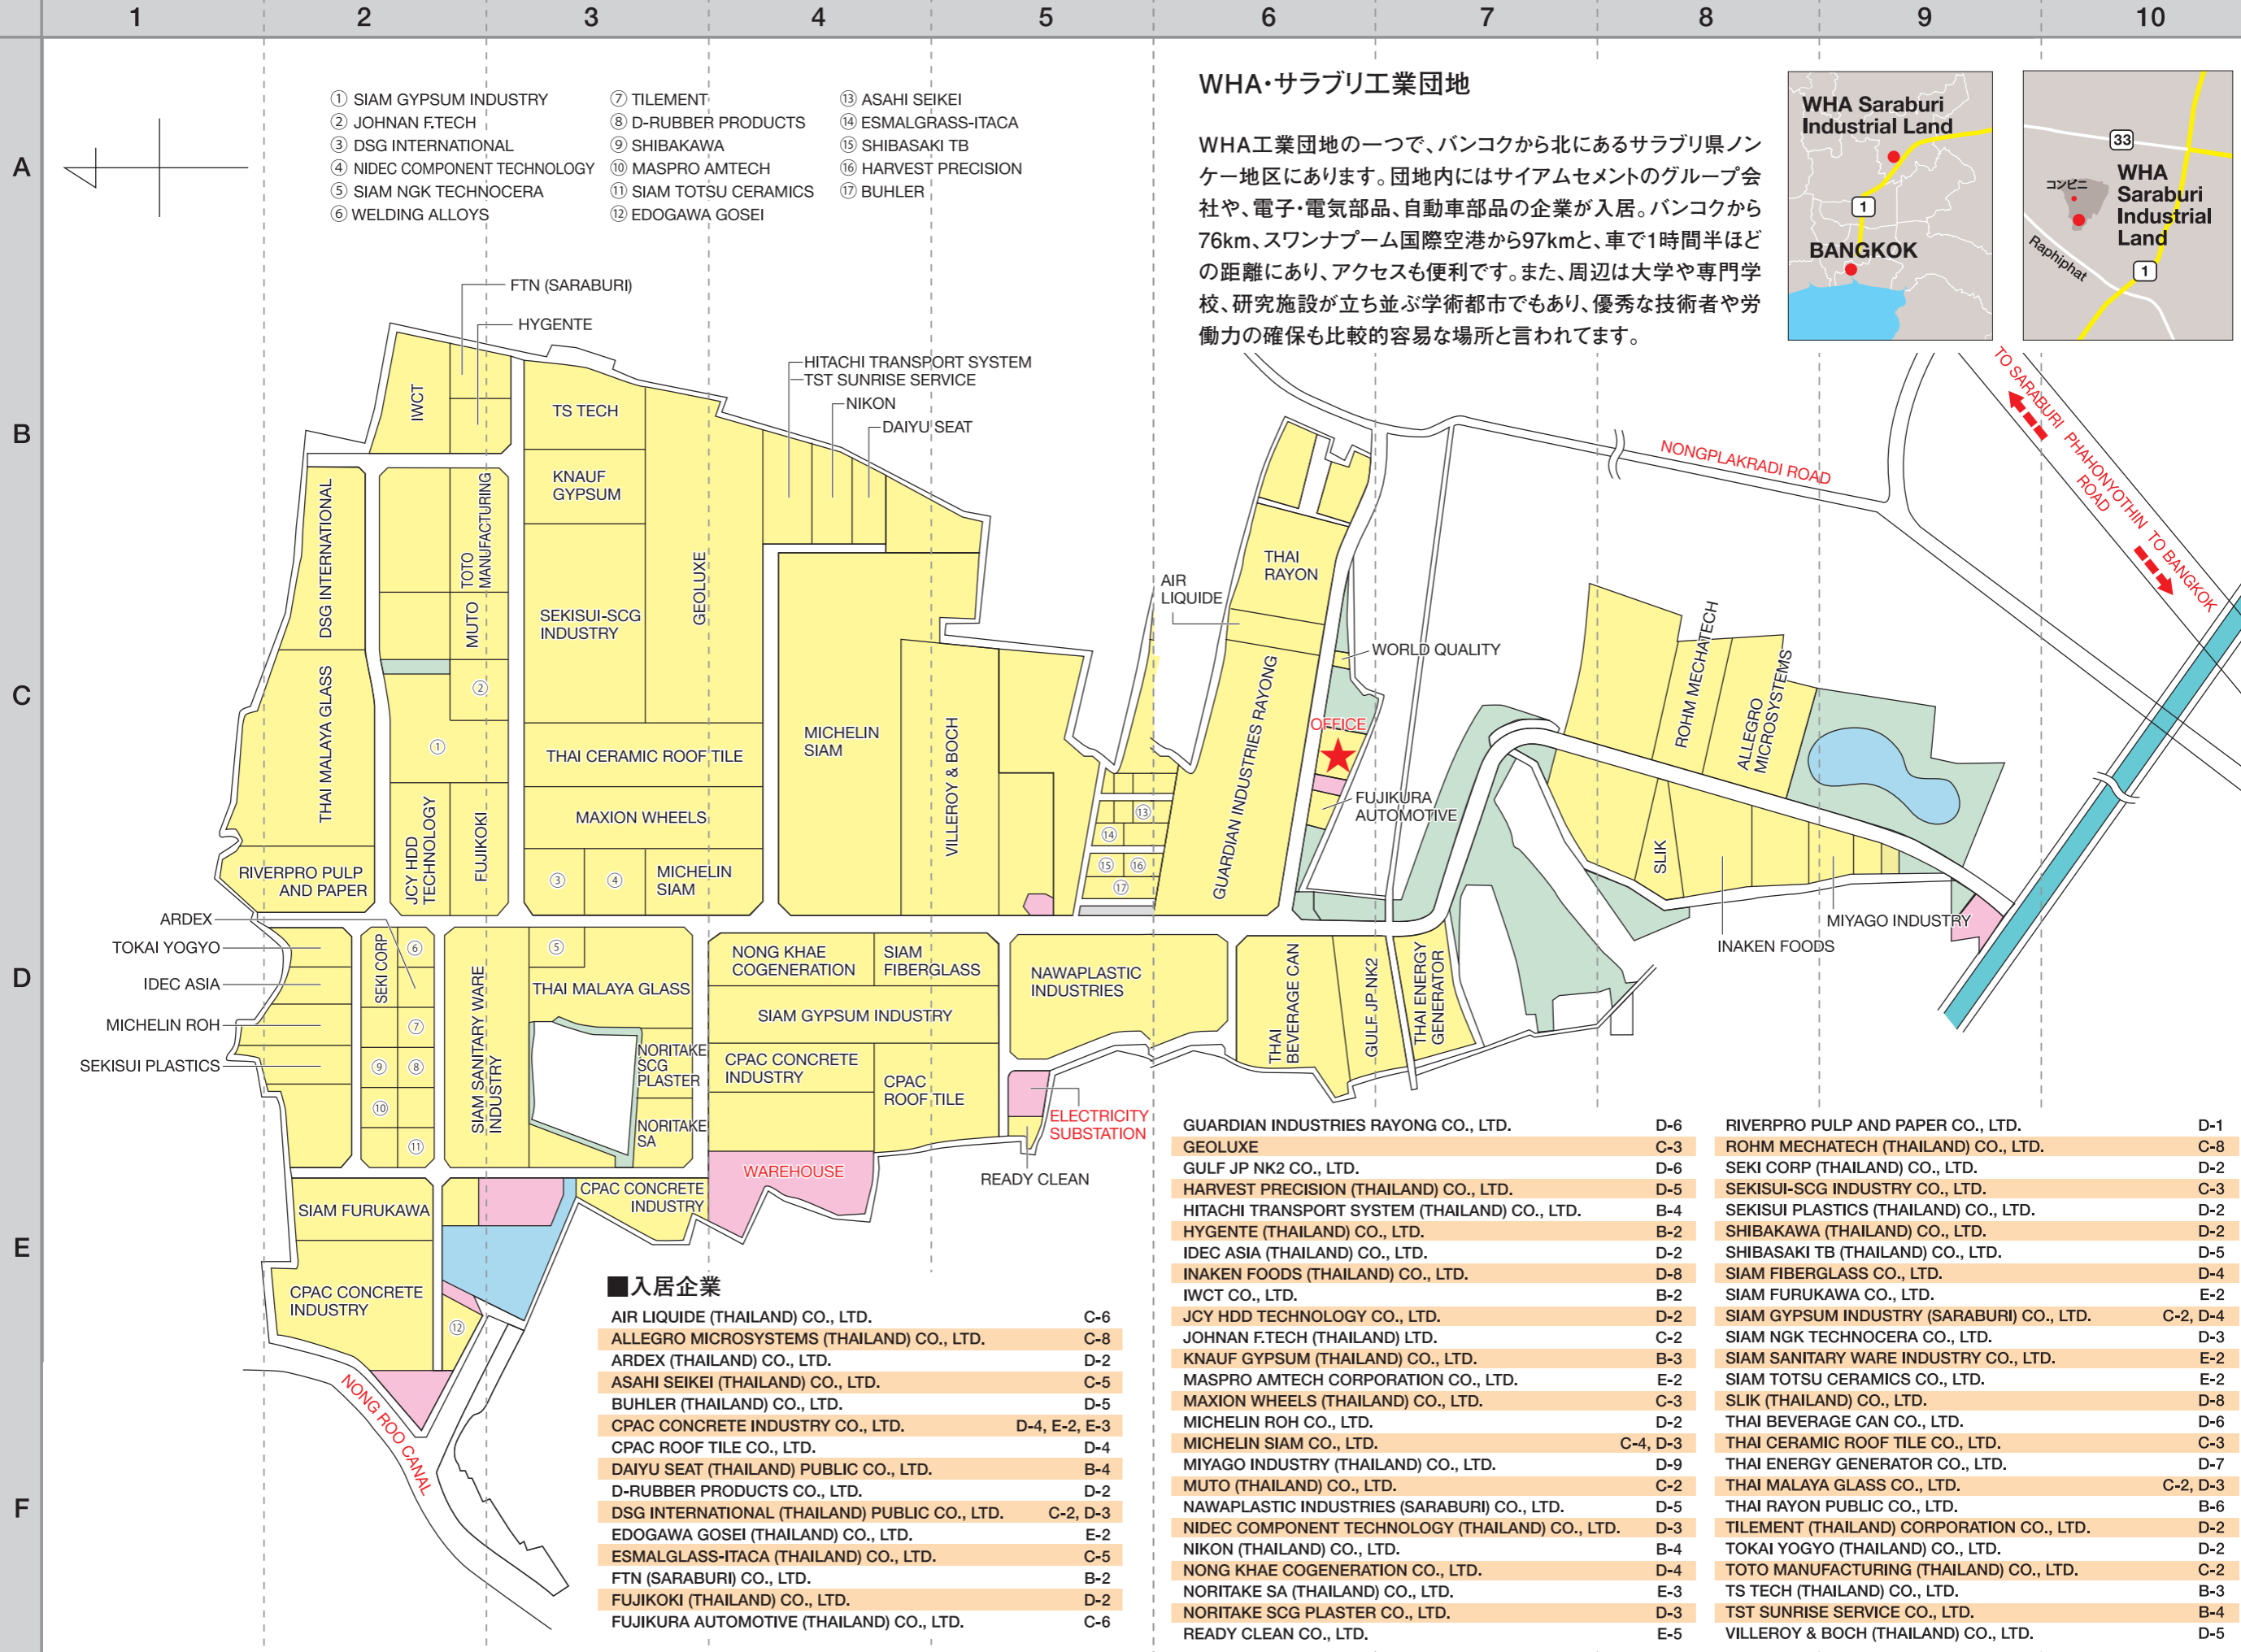 1 2 3 4 5 6 7 8 9 10
A
B
C
D
E
F
① SIAM GYPSUM INDUSTRY
② JOHNAN F.TECH
③ DSG INTERNATIONAL
④ NIDEC COMPONENT TECHNOLOGY
⑤ SIAM NGK TECHNOCERA
⑥ WELDING ALLOYS
⑦ TILEMENT
⑧ D-RUBBER PRODUCTS
⑨ SHIBAKAWA
⑩ MASPRO AMTECH
⑪ SIAM TOTSU CERAMICS
⑫ EDOGAWA GOSEI
⑬ ASAHI SEIKEI
⑭ ESMALGRASS-ITACA
⑮ SHIBASAKI TB
⑯ HARVEST PRECISION
⑰ BUHLER
WHA・サラブリ工業団地
WHA工業団地の一つで、バンコクから北にあるサラブリ県ノン
ケー地区にあります。団地内にはサイアムセメントのグループ会
社や、電子・電気部品、自動車部品の企業が入居。バンコクから
76km、スワンナプーム国際空港から97kmと、車で1時間半ほど
の距離にあり、アクセスも便利です。また、周辺は大学や専門学
校、研究施設が立ち並ぶ学術都市でもあり、優秀な技術者や労
働力の確保も比較的容易な場所と言われてます。
WHA Saraburi
Industrial Land
1
BANGKOK
33
コンビニ
WHA
Saraburi
Industrial
Land
Raphiphat
1
FTN (SARABURI)
HYGENTE
HITACHI TRANSPORT SYSTEM
TST SUNRISE SERVICE
NIKON
DAIYU SEAT
IWCT
TS TECH
KNAUF
GYPSUM
TOTO
MANUFACTURING
DSG INTERNATIONAL
MUTO
SEKISUI-SCG
INDUSTRY
GEOLUXE
②
①
THAI MALAYA GLASS
THAI CERAMIC ROOF TILE
MAXION WHEELS
MICHELIN
SIAM
VILLEROY & BOCH
JCY HDD
TECHNOLOGY
FUJIKOKI
③
④
MICHELIN
SIAM
RIVERPRO PULP
AND PAPER
⑬
⑭
⑮
⑯
⑰
AIR
LIQUIDE
THAI
RAYON
GUARDIAN INDUSTRIES RAYONG
WORLD QUALITY
OFFICE
FUJIKURA
AUTOMOTIVE
NONGPLAKRADI ROAD
TO SARABURI
PHAHONYOTHIN
ROAD
TO BANGKOK
ROHM MECHATECH
ALLEGRO
MICROSYSTEMS
SLIK
INAKEN FOODS
MIYAGO INDUSTRY
ARDEX
TOKAI YOGYO
IDEC ASIA
MICHELIN ROH
SEKISUI PLASTICS
SEKI CORP
⑥
⑦
⑨
⑧
⑩
⑪
SIAM SANITARY WARE
INDUSTRY
⑤
THAI MALAYA GLASS
NORITAKE
SCG
PLASTER
NORITAKE
SA
NONG KHAE
COGENERATION
SIAM
FIBERGLASS
SIAM GYPSUM INDUSTRY
CPAC CONCRETE
INDUSTRY
CPAC
ROOF TILE
NAWAPLASTIC
INDUSTRIES
THAI
BEVERAGE CAN
GULF JP NK2
THAI ENERGY
GENERATOR
ELECTRICITY
SUBSTATION
READY CLEAN
WAREHOUSE
CPAC CONCRETE
INDUSTRY
SIAM FURUKAWA
CPAC CONCRETE
INDUSTRY
⑫
NONG ROO CANAL
■入居企業
AIR LIQUIDE (THAILAND) CO., LTD. C-6
ALLEGRO MICROSYSTEMS (THAILAND) CO., LTD. C-8
ARDEX (THAILAND) CO., LTD. D-2
ASAHI SEIKEI (THAILAND) CO., LTD. C-5
BUHLER (THAILAND) CO., LTD. D-5
CPAC CONCRETE INDUSTRY CO., LTD. D-4, E-2, E-3
CPAC ROOF TILE CO., LTD. D-4
DAIYU SEAT (THAILAND) PUBLIC CO., LTD. B-4
D-RUBBER PRODUCTS CO., LTD. D-2
DSG INTERNATIONAL (THAILAND) PUBLIC CO., LTD. C-2, D-3
EDOGAWA GOSEI (THAILAND) CO., LTD. E-2
ESMALGLASS-ITACA (THAILAND) CO., LTD. C-5
FTN (SARABURI) CO., LTD. B-2
FUJIKOKI (THAILAND) CO., LTD. D-2
FUJIKURA AUTOMOTIVE (THAILAND) CO., LTD. C-6
GUARDIAN INDUSTRIES RAYONG CO., LTD. D-6
GEOLUXE C-3
GULF JP NK2 CO., LTD. D-6
HARVEST PRECISION (THAILAND) CO., LTD. D-5
HITACHI TRANSPORT SYSTEM (THAILAND) CO., LTD. B-4
HYGENTE (THAILAND) CO., LTD. B-2
IDEC ASIA (THAILAND) CO., LTD. D-2
INAKEN FOODS (THAILAND) CO., LTD. D-8
IWCT CO., LTD. B-2
JCY HDD TECHNOLOGY CO., LTD. D-2
JOHNAN F.TECH (THAILAND) LTD. C-2
KNAUF GYPSUM (THAILAND) CO., LTD. B-3
MASPRO AMTECH CORPORATION CO., LTD. E-2
MAXION WHEELS (THAILAND) CO., LTD. C-3
MICHELIN ROH CO., LTD. D-2
MICHELIN SIAM CO., LTD. C-4, D-3
MIYAGO INDUSTRY (THAILAND) CO., LTD. D-9
MUTO (THAILAND) CO., LTD. C-2
NAWAPLASTIC INDUSTRIES (SARABURI) CO., LTD. D-5
NIDEC COMPONENT TECHNOLOGY (THAILAND) CO., LTD. D-3
NIKON (THAILAND) CO., LTD. B-4
NONG KHAE COGENERATION CO., LTD. D-4
NORITAKE SA (THAILAND) CO., LTD. E-3
NORITAKE SCG PLASTER CO., LTD. D-3
READY CLEAN CO., LTD. E-5
RIVERPRO PULP AND PAPER CO., LTD. D-1
ROHM MECHATECH (THAILAND) CO., LTD. C-8
SEKI CORP (THAILAND) CO., LTD. D-2
SEKISUI-SCG INDUSTRY CO., LTD. C-3
SEKISUI PLASTICS (THAILAND) CO., LTD. D-2
SHIBAKAWA (THAILAND) CO., LTD. D-2
SHIBASAKI TB (THAILAND) CO., LTD. D-5
SIAM FIBERGLASS CO., LTD. D-4
SIAM FURUKAWA CO., LTD. E-2
SIAM GYPSUM INDUSTRY (SARABURI) CO., LTD. C-2, D-4
SIAM NGK TECHNOCERA CO., LTD. D-3
SIAM SANITARY WARE INDUSTRY CO., LTD. E-2
SIAM TOTSU CERAMICS CO., LTD. E-2
SLIK (THAILAND) CO., LTD. D-8
THAI BEVERAGE CAN CO., LTD. D-6
THAI CERAMIC ROOF TILE CO., LTD. C-3
THAI ENERGY GENERATOR CO., LTD. D-7
THAI MALAYA GLASS CO., LTD. C-2, D-3
THAI RAYON PUBLIC CO., LTD. B-6
TILEMENT (THAILAND) CORPORATION CO., LTD. D-2
TOKAI YOGYO (THAILAND) CO., LTD. D-2
TOTO MANUFACTURING (THAILAND) CO., LTD. C-2
TS TECH (THAILAND) CO., LTD. B-3
TST SUNRISE SERVICE CO., LTD. B-4
VILLEROY & BOCH (THAILAND) CO., LTD. D-5